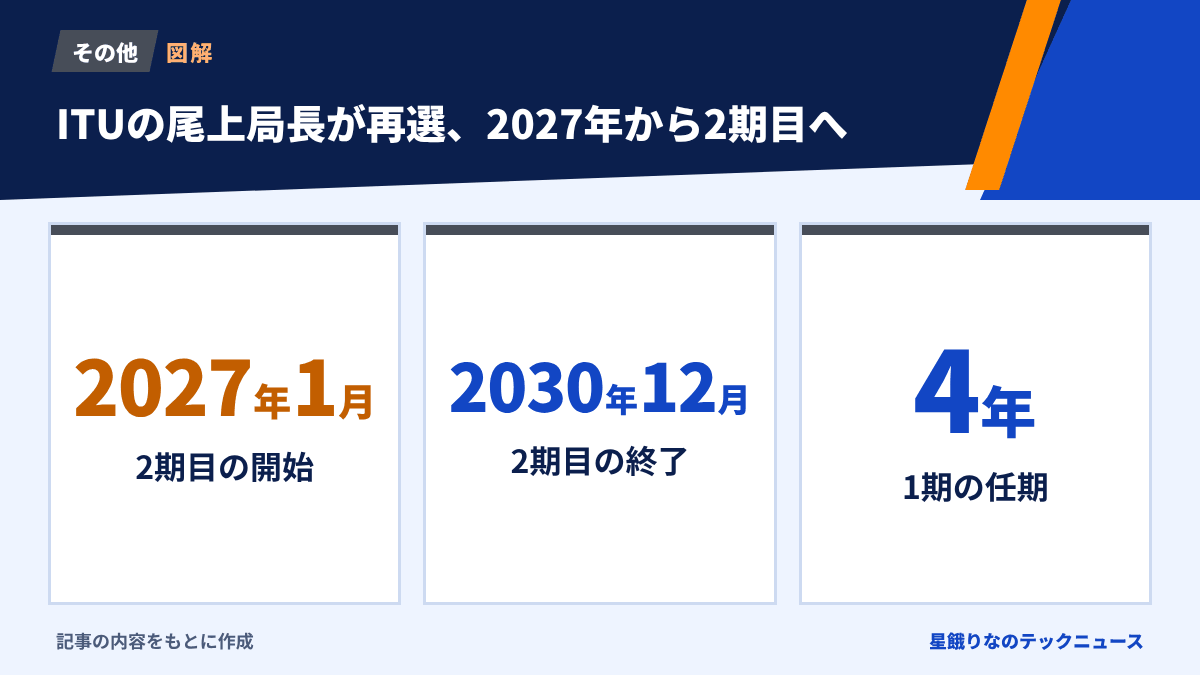 その他 図解
ITUの尾上局長が再選、2027年から2期目へ
2027年1月
2期目の開始
2030年12月
2期目の終了
4年
1期の任期
記事の内容をもとに作成
星餓りなのテックニュース